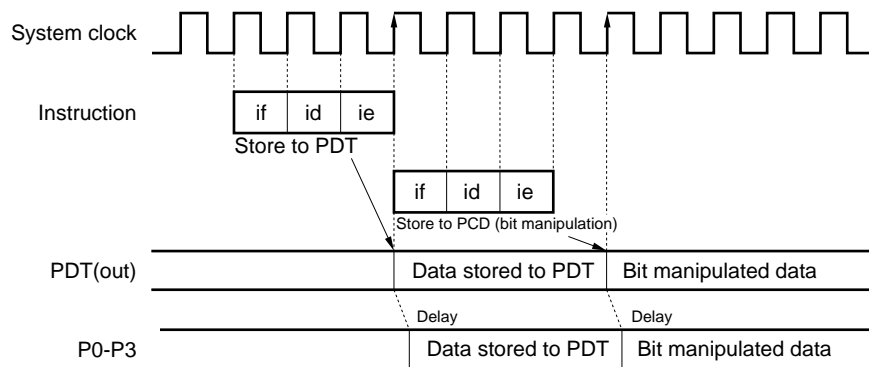 System clock
Instruction
if id ie
Store to PDT
if id ie
Store to PCD (bit manipulation)
PDT(out) Data stored to PDT Bit manipulated data
Delay Delay
P0-P3 Data stored to PDT Bit manipulated data